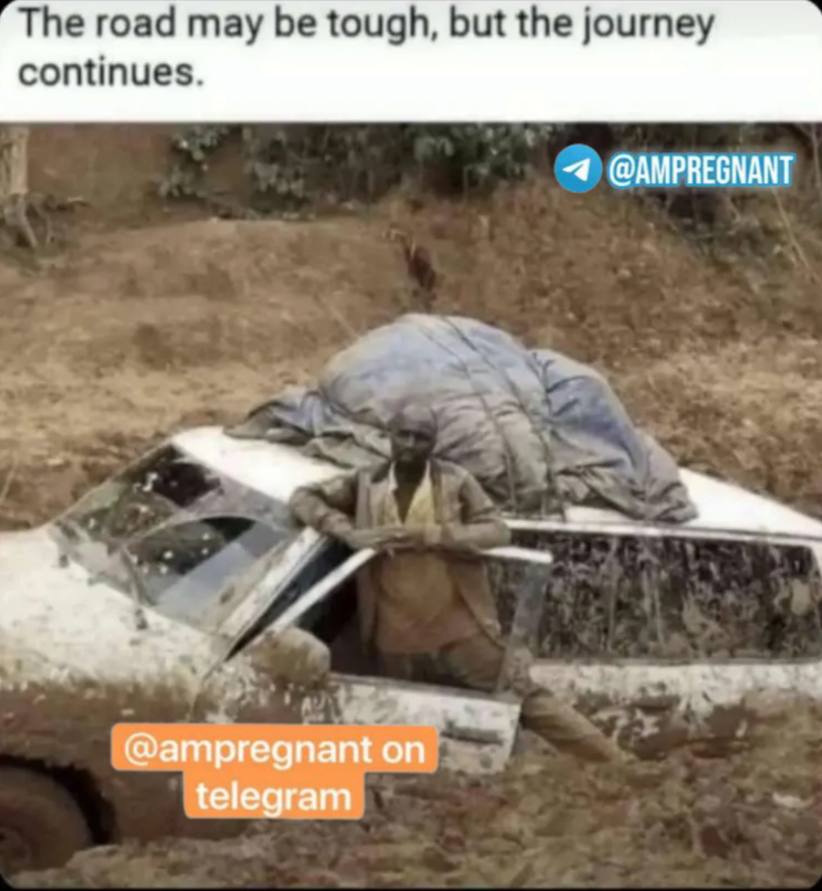 The road may be tough, but the journey
continues.
@AMPREGNANT
@ampregnant on
telegram